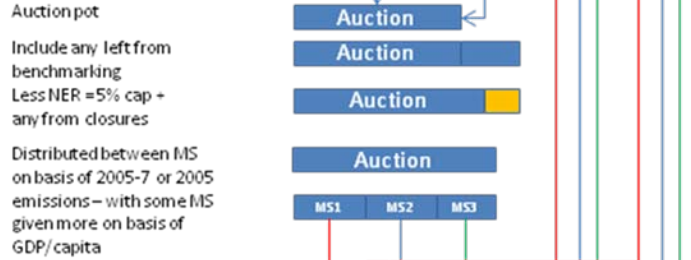 Auction pot
Auction
Include any left from
benchmarking
Auction
Less NER =5% cap +
any from closures
Auction
Distributed between MS
on basis of 2005-7 or 2005
emissions – with some MS
given more on basis of
GDP/capita
Auction
MS1 MS2 MS3